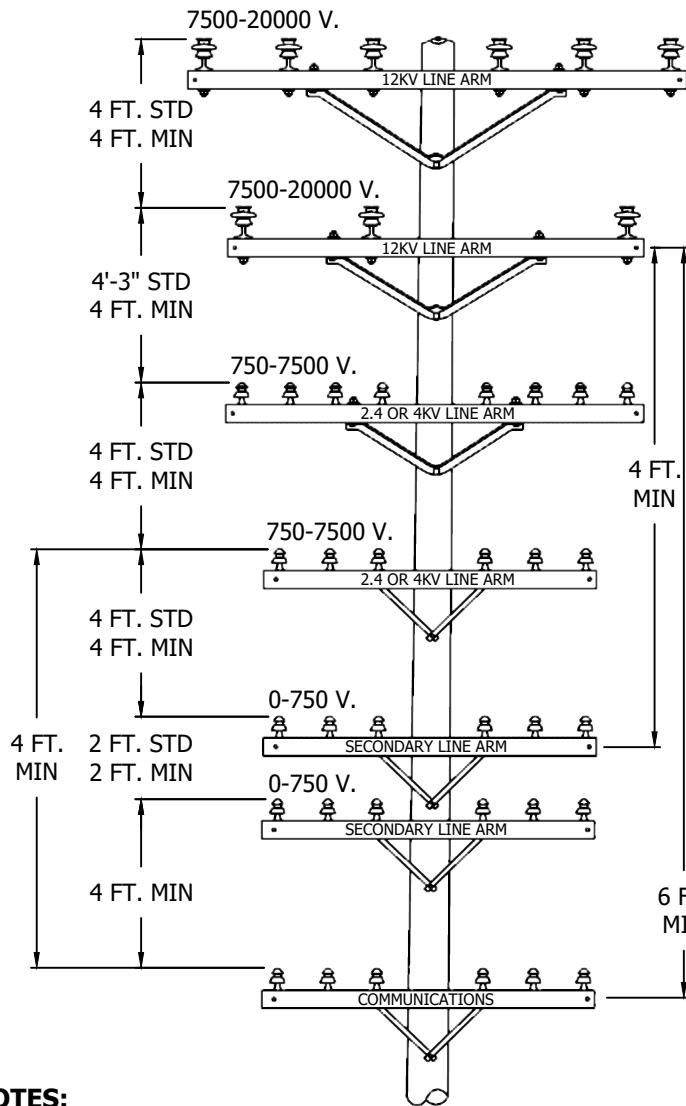 7500-20000 V.
12KV LINE ARM
4 FT. STD
4 FT. MIN
7500-20000 V.
12KV LINE ARM
4'-3" STD
4 FT. MIN
750-7500 V.
2.4 OR 4KV LINE ARM
4 FT. STD
4 FT. MIN
4 FT.
MIN
750-7500 V.
2.4 OR 4KV LINE ARM
4 FT. STD
4 FT. MIN
0-750 V.
SECONDARY LINE ARM
4 FT.
MIN
2 FT. STD
2 FT. MIN
0-750 V.
SECONDARY LINE ARM
4 FT. MIN
6
COMMUNICATIONS